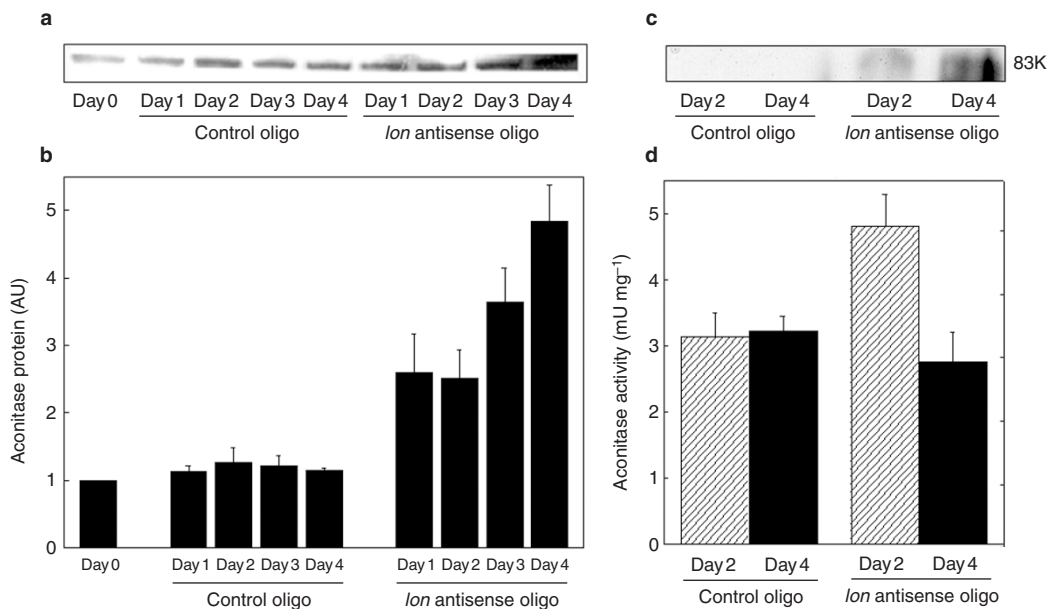 a
Day 0 Day 1 Day 2 Day 3 Day 4 Day 1 Day 2 Day 3 Day 4
Control oligo lon antisense oligo
b
Aconitase protein (AU)
5
4
3
2
1
0
Day 0 Day 1 Day 2 Day 3 Day 4 Day 1 Day 2 Day 3 Day 4
Control oligo lon antisense oligo
c
83K
Day 2 Day 4 Day 2 Day 4
Control oligo lon antisense oligo
d
Aconitase activity (mU mg⁻¹)
5
4
3
2
1
0
Day 2 Day 4 Day 2 Day 4
Control oligo lon antisense oligo